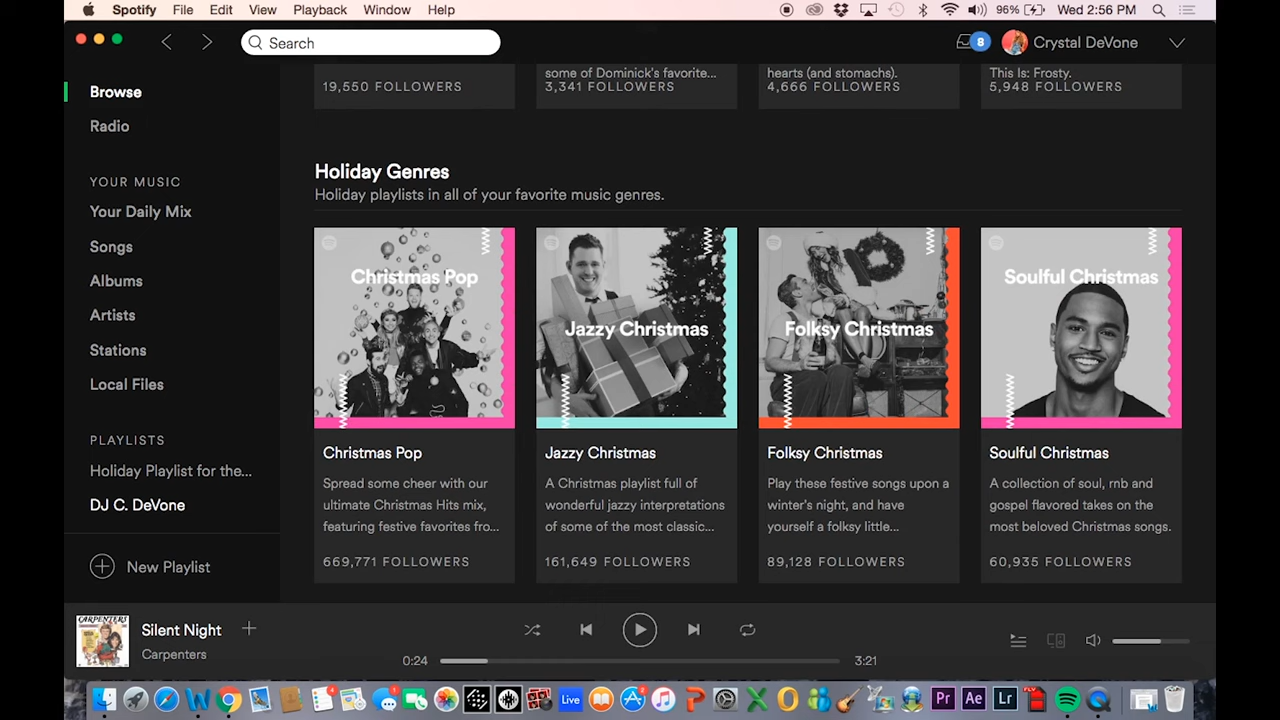 Spotify File Edit View Playback Window Help 96% Wed 2:56 PM
Search
8
Crystal DeVone
Browse
Radio
YOUR MUSIC
Your Daily Mix
Songs
Albums
Artists
Stations
Local Files
PLAYLISTS
Holiday Playlist for the...
DJ C. DeVone
New Playlist
19,550 FOLLOWERS
some of Dominick's favorite...
3,341 FOLLOWERS
hearts (and stomachs).
4,666 FOLLOWERS
This Is: Frosty.
5,948 FOLLOWERS
Holiday Genres
Holiday playlists in all of your favorite music genres.
Christmas Pop
Christmas Pop
Spread some cheer with our
ultimate Christmas Hits mix,
featuring festive favorites fro...
669,771 FOLLOWERS
Jazzy Christmas
Jazzy Christmas
A Christmas playlist full of
wonderful jazzy interpretations
of some of the most classic...
161,649 FOLLOWERS
Folksy Christmas
Folksy Christmas
Play these festive songs upon a
winter's night, and have
yourself a folksy little...
89,128 FOLLOWERS
Soulful Christmas
Soulful Christmas
A collection of soul, rnb and
gospel flavored takes on the
most beloved Christmas songs.
60,935 FOLLOWERS
CARPENTERS
Silent Night
Carpenters
0:24
3:21
Live
Pr
Ae
Lr